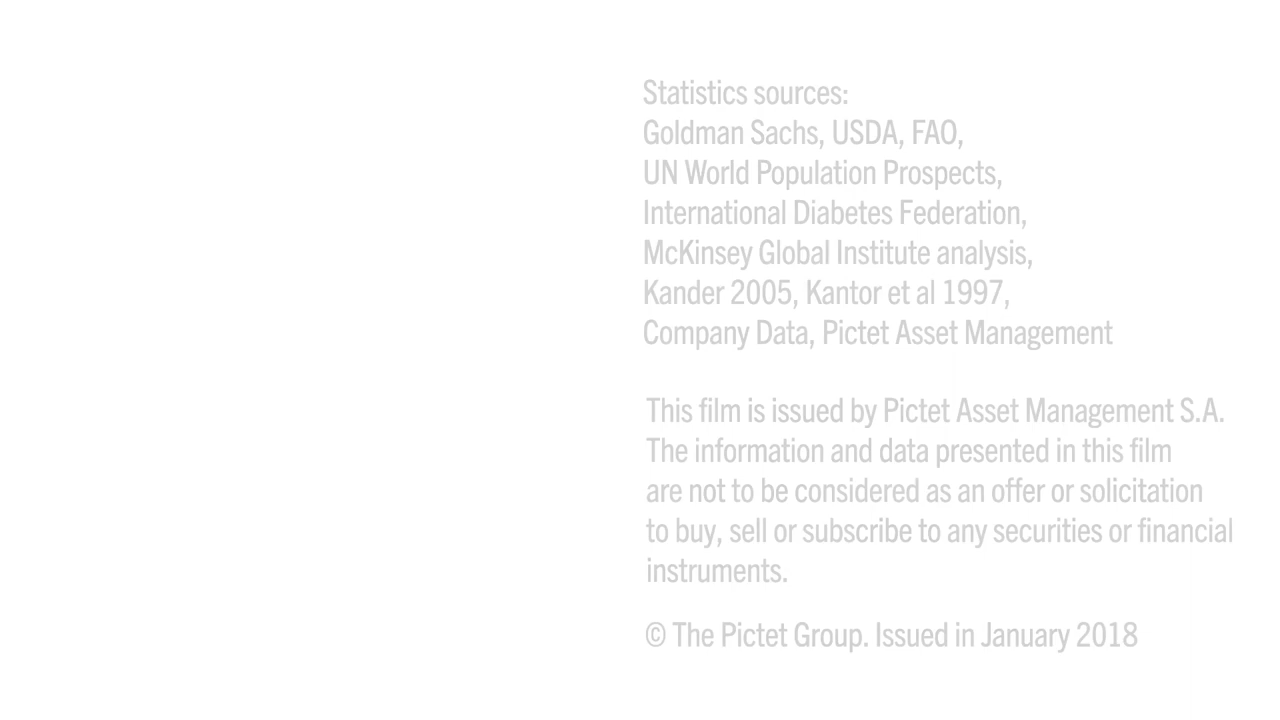 Statistics sources:
Goldman Sachs, USDA, FAO,
UN World Population Prospects,
International Diabetes Federation,
McKinsey Global Institute analysis,
Kander 2005, Kantor et al 1997,
Company Data, Pictet Asset Management
This film is issued by Pictet Asset Management S.A.
The information and data presented in this film
are not to be considered as an offer or solicitation
to buy, sell or subscribe to any securities or financial
instruments.
© The Pictet Group. Issued in January 2018